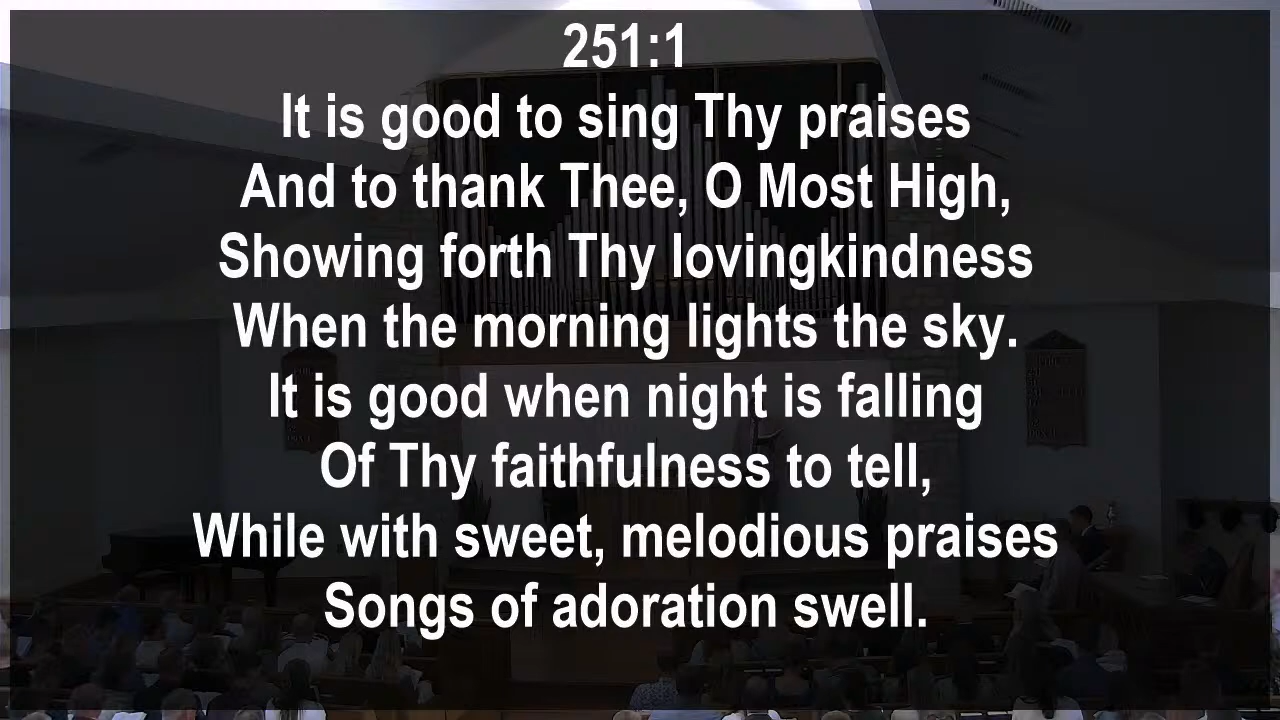 251:1
It is good to sing Thy praises
And to thank Thee, O Most High,
Showing forth Thy lovingkindness
When the morning lights the sky.
It is good when night is falling
Of Thy faithfulness to tell,
While with sweet, melodious praises
Songs of adoration swell.